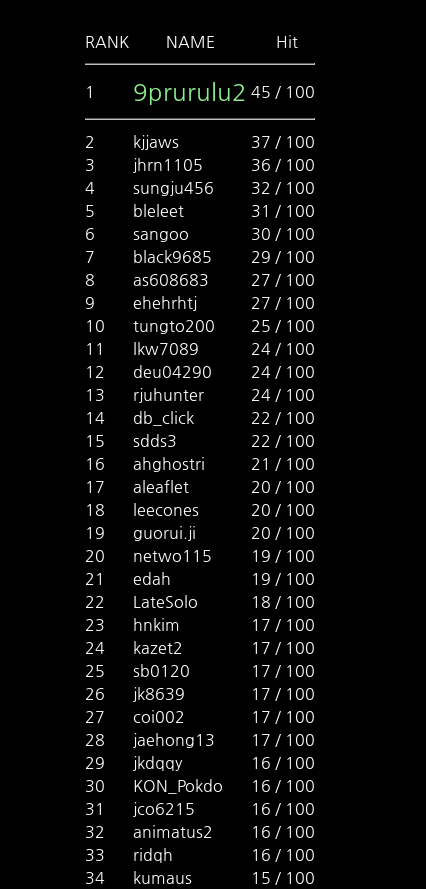 RANK NAME Hit
1 9prurulu2 45 / 100
2 kjjaws 37 / 100
3 jhrn1105 36 / 100
4 sungju456 32 / 100
5 bleleet 31 / 100
6 sangoo 30 / 100
7 black9685 29 / 100
8 as608683 27 / 100
9 ehehrhtj 27 / 100
10 tungto200 25 / 100
11 lkw7089 24 / 100
12 deu04290 24 / 100
13 rjuhunter 24 / 100
14 db_click 22 / 100
15 sdds3 22 / 100
16 ahghostri 21 / 100
17 aleaflet 20 / 100
18 leecones 20 / 100
19 guorui.ji 20 / 100
20 netwo115 19 / 100
21 edah 19 / 100
22 LateSolo 18 / 100
23 hnkim 17 / 100
24 kazet2 17 / 100
25 sb0120 17 / 100
26 jk8639 17 / 100
27 coi002 17 / 100
28 jaehong13 17 / 100
29 jkdqqy 16 / 100
30 KON_Pokdo 16 / 100
31 jco6215 16 / 100
32 animatus2 16 / 100
33 ridqh 16 / 100
34 kumaus 15 / 100